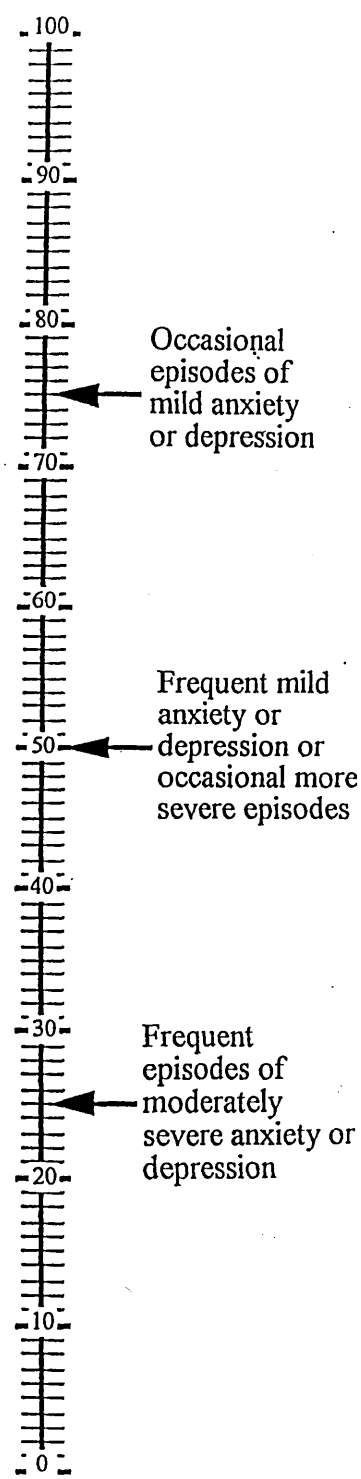 100
90
80
Occasional
episodes of
mild anxiety
or depression
70
60
Frequent mild
anxiety or
50
depression or
occasional more
severe episodes
40
30
Frequent
episodes of
moderately
severe anxiety or
depression
20
10
0